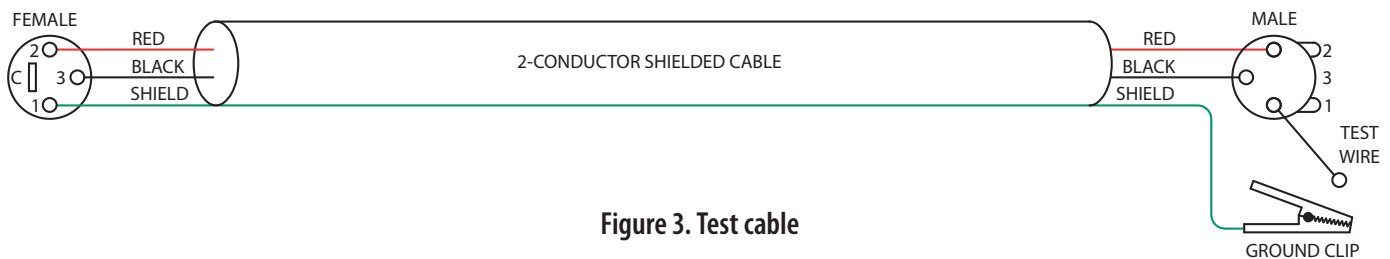 FEMALE
MALE
RED
RED
2
2
BLACK
2-CONDUCTOR SHIELDED CABLE
BLACK
C
3
3
SHIELD
SHIELD
1
1
TEST
WIRE
Figure 3. Test cable
GROUND CLIP